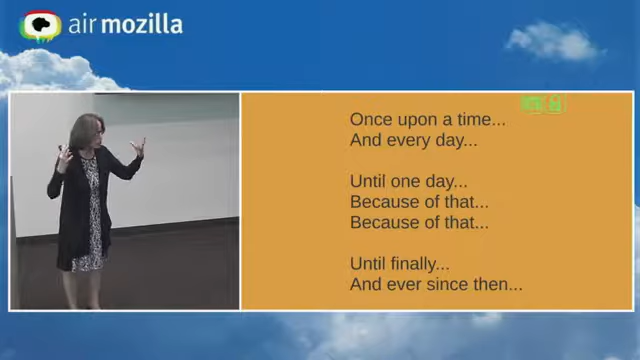 air mozilla
Once upon a time...
And every day...
Until one day...
Because of that...
Because of that...
Until finally...
And ever since then...